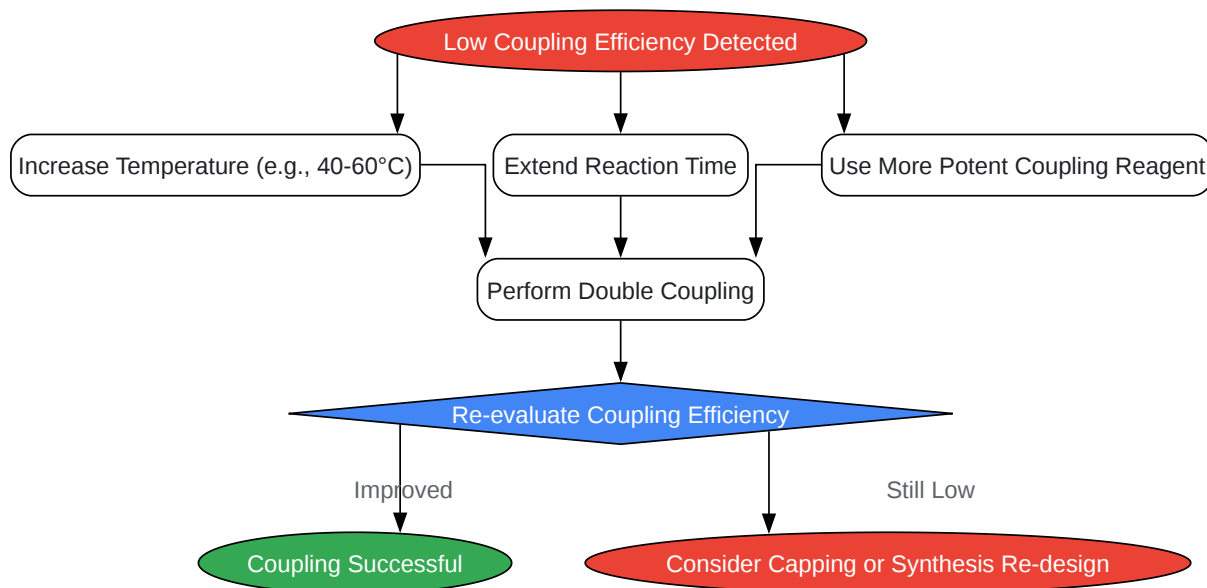 Low Coupling Efficiency Detected
Increase Temperature (e.g., 40-60°C)
Extend Reaction Time
Use More Potent Coupling Reagent
Perform Double Coupling
Re-evaluate Coupling Efficiency
Improved
Still Low
Coupling Successful
Consider Capping or Synthesis Re-design